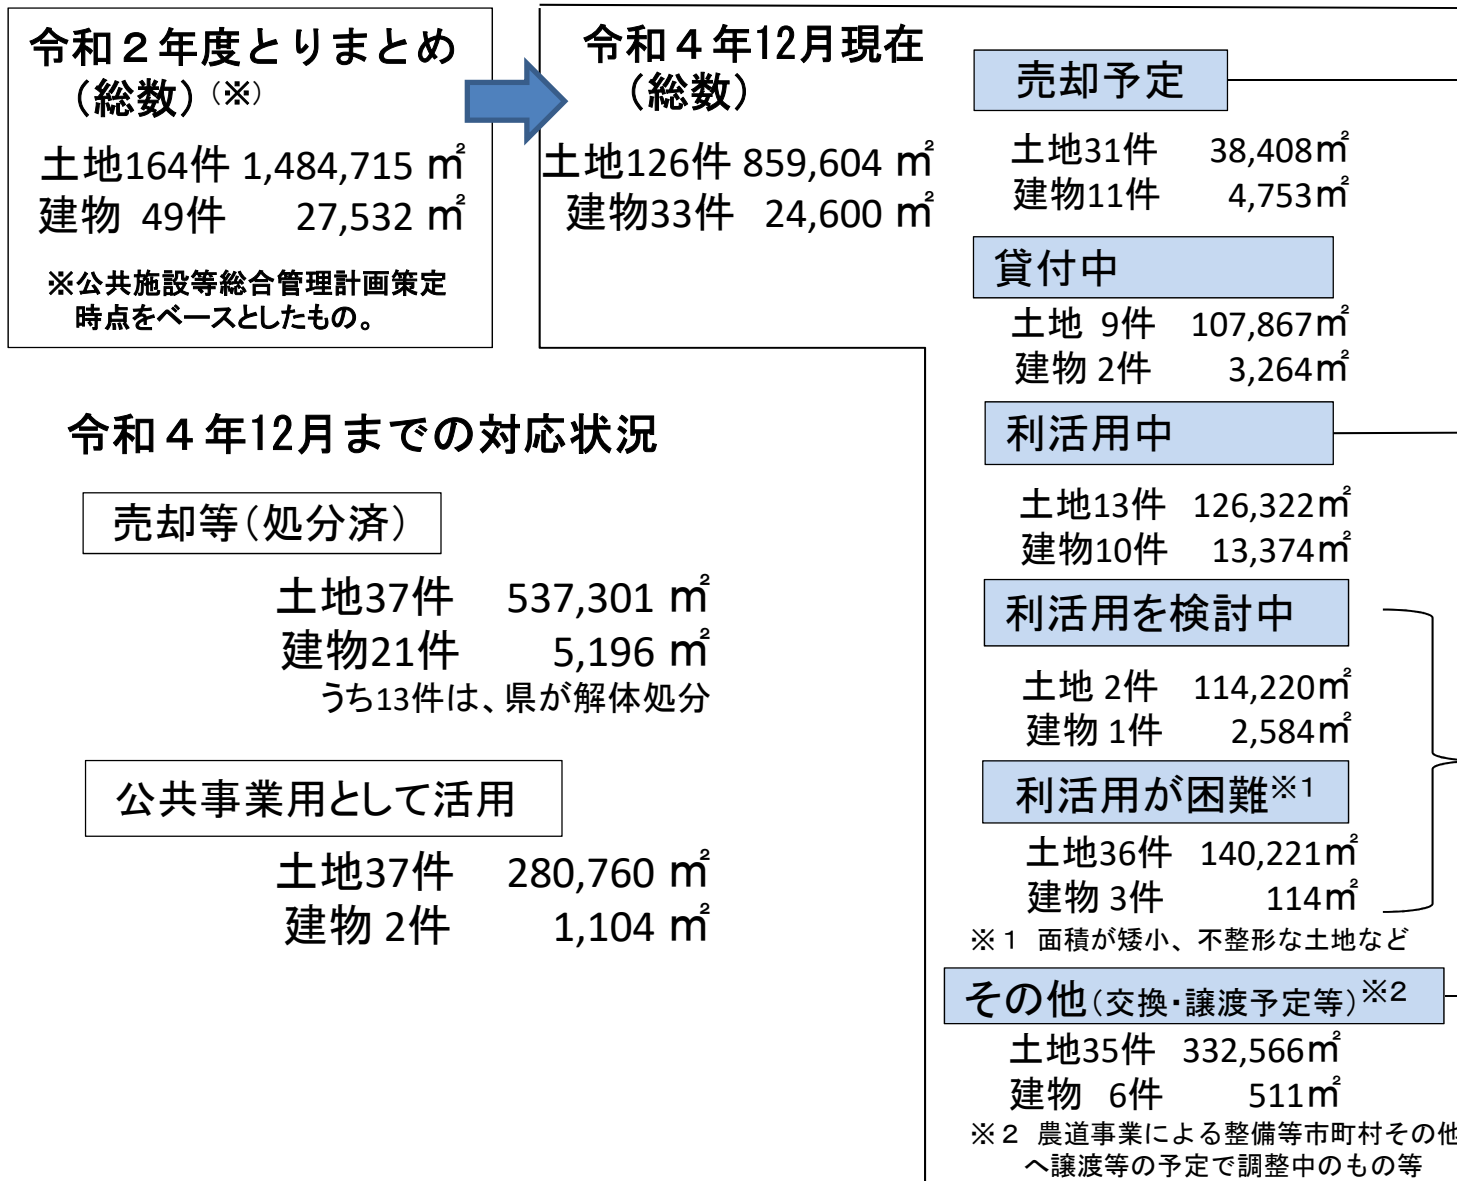 令和２年度とりまとめ
（総数）（※）
土地164件 1,484,715 ㎡
建物 49件 27,532 ㎡
※公共施設等総合管理計画策定
時点をベースとしたもの。
令和４年12月現在
（総数）
土地126件 859,604 ㎡
建物33件 24,600 ㎡
令和４年12月までの対応状況
売却等（処分済）
土地37件 537,301 ㎡
建物21件 5,196 ㎡
うち13件は、県が解体処分
公共事業用として活用
土地37件 280,760 ㎡
建物 2件 1,104 ㎡
売却予定
土地31件 38,408㎡
建物11件 4,753㎡
貸付中
土地 9件 107,867㎡
建物 2件 3,264㎡
利活用中
土地13件 126,322㎡
建物10件 13,374㎡
利活用を検討中
土地 2件 114,220㎡
建物 1件 2,584㎡
利活用が困難※1
土地36件 140,221㎡
建物 3件 114㎡
※１ 面積が矮小、不整形な土地など
その他（交換・譲渡予定等）※2
土地35件 332,566㎡
建物 6件 511㎡
※２ 農道事業による整備等市町村その他
へ譲渡等の予定で調整中のもの等